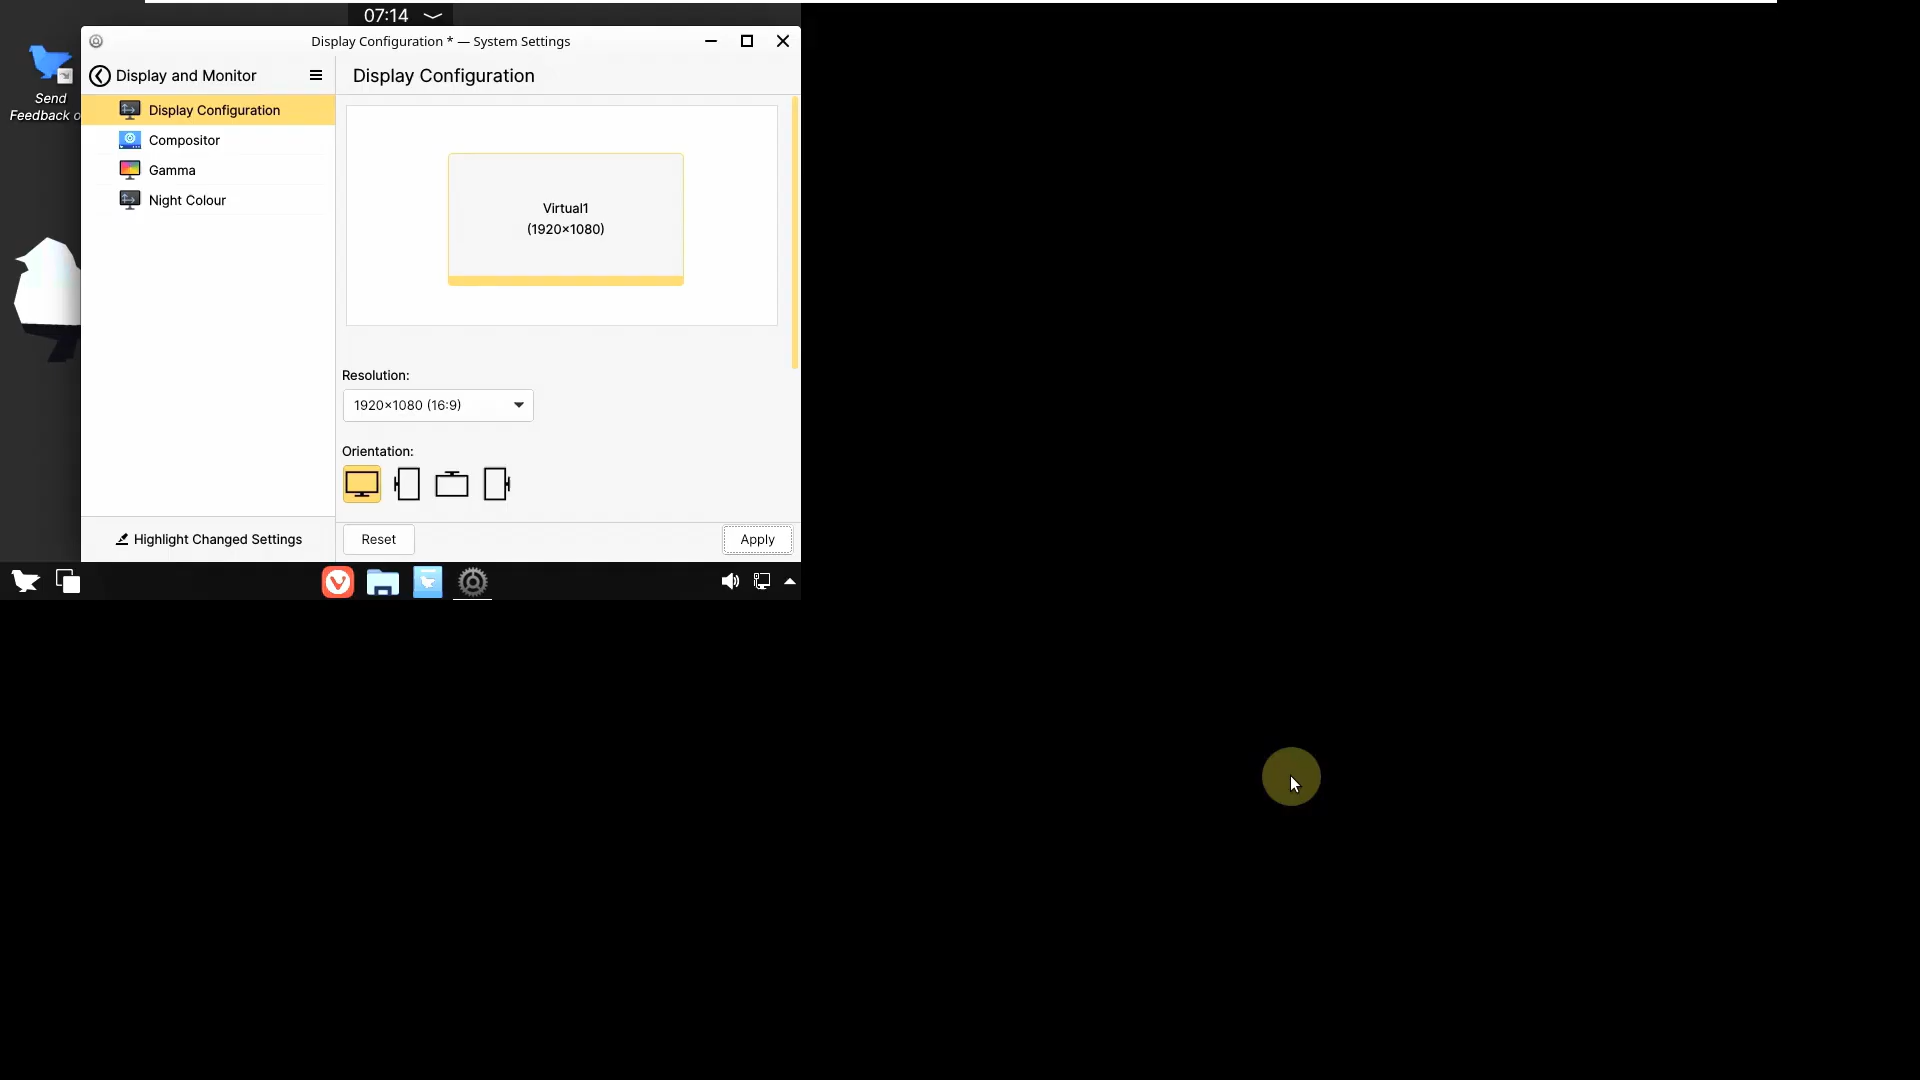 07:14
Display Configuration * — System Settings
Send
Feedback o
Display and Monitor
Display Configuration
Display Configuration
Compositor
Gamma
Night Colour
Virtual1
(1920×1080)
Resolution:
1920×1080 (16:9)
Orientation:
Highlight Changed Settings
Reset
Apply